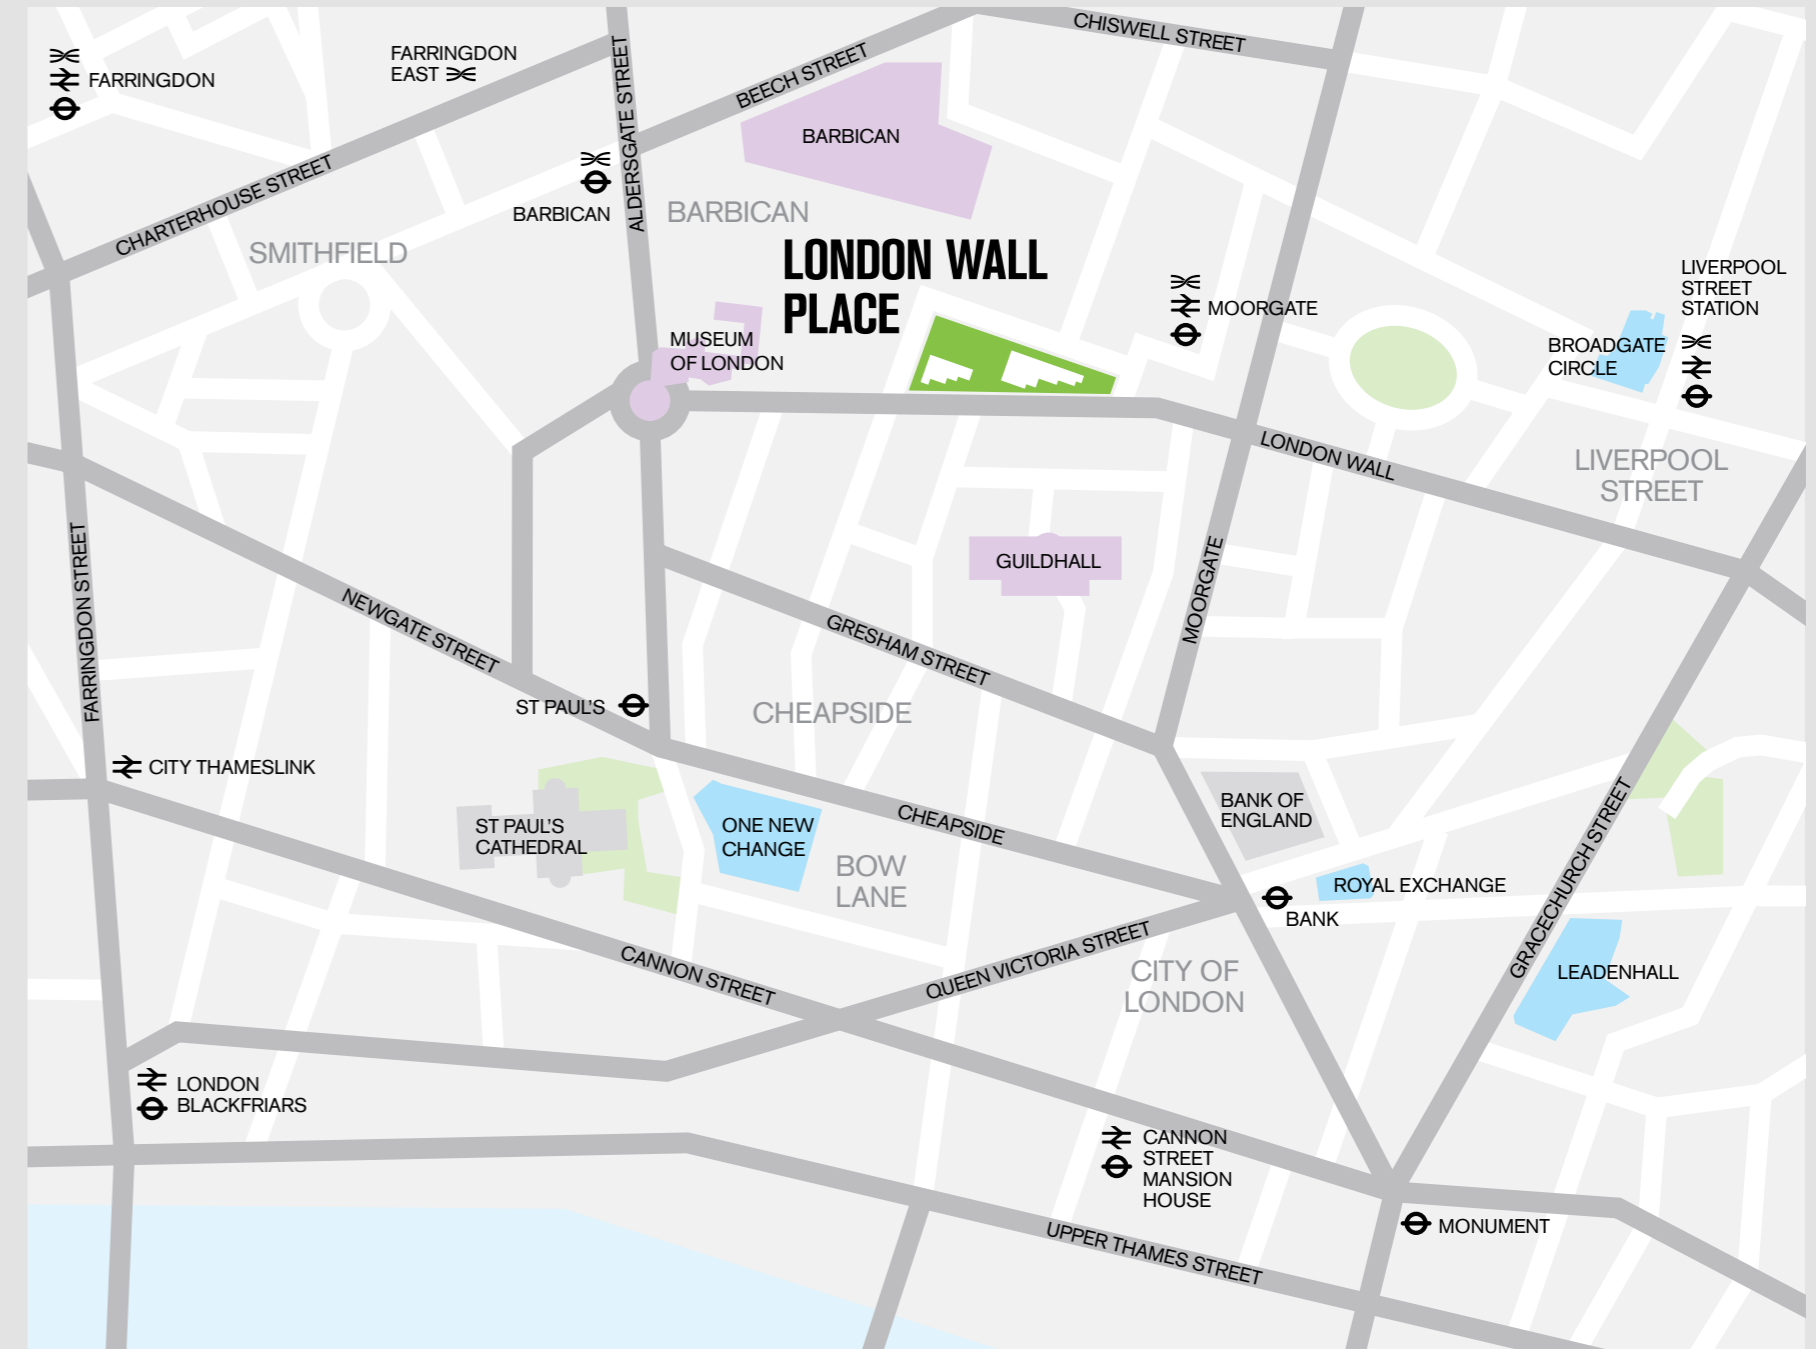 CHISWELL STREET
FARRINGDON
FARRINGDON
EAST
ALDERSGATE STREET
BEECH STREET
BARBICAN
CHARTERHOUSE STREET
BARBICAN
BARBICAN
SMITHFIELD
LONDON WALL
PLACE
MOORGATE
LIVERPOOL
STREET
STATION
MUSEUM
OF LONDON
BROADGATE
CIRCLE
LONDON WALL
LIVERPOOL
STREET
FARRINGDON STREET
NEWGATE STREET
GUILDHALL
MOORGATE
GRESHAM STREET
ST PAUL'S
CHEAPSIDE
CITY THAMESLINK
ST PAUL'S
CATHEDRAL
ONE NEW
CHANGE
CHEAPSIDE
BANK OF
ENGLAND
BOW
LANE
ROYAL EXCHANGE
BANK
GRACECHURCH STREET
CANNON STREET
QUEEN VICTORIA STREET
CITY OF
LONDON
LEADENHALL
LONDON
BLACKFRIARS
CANNON
STREET
MANSION
HOUSE
UPPER THAMES STREET
MONUMENT